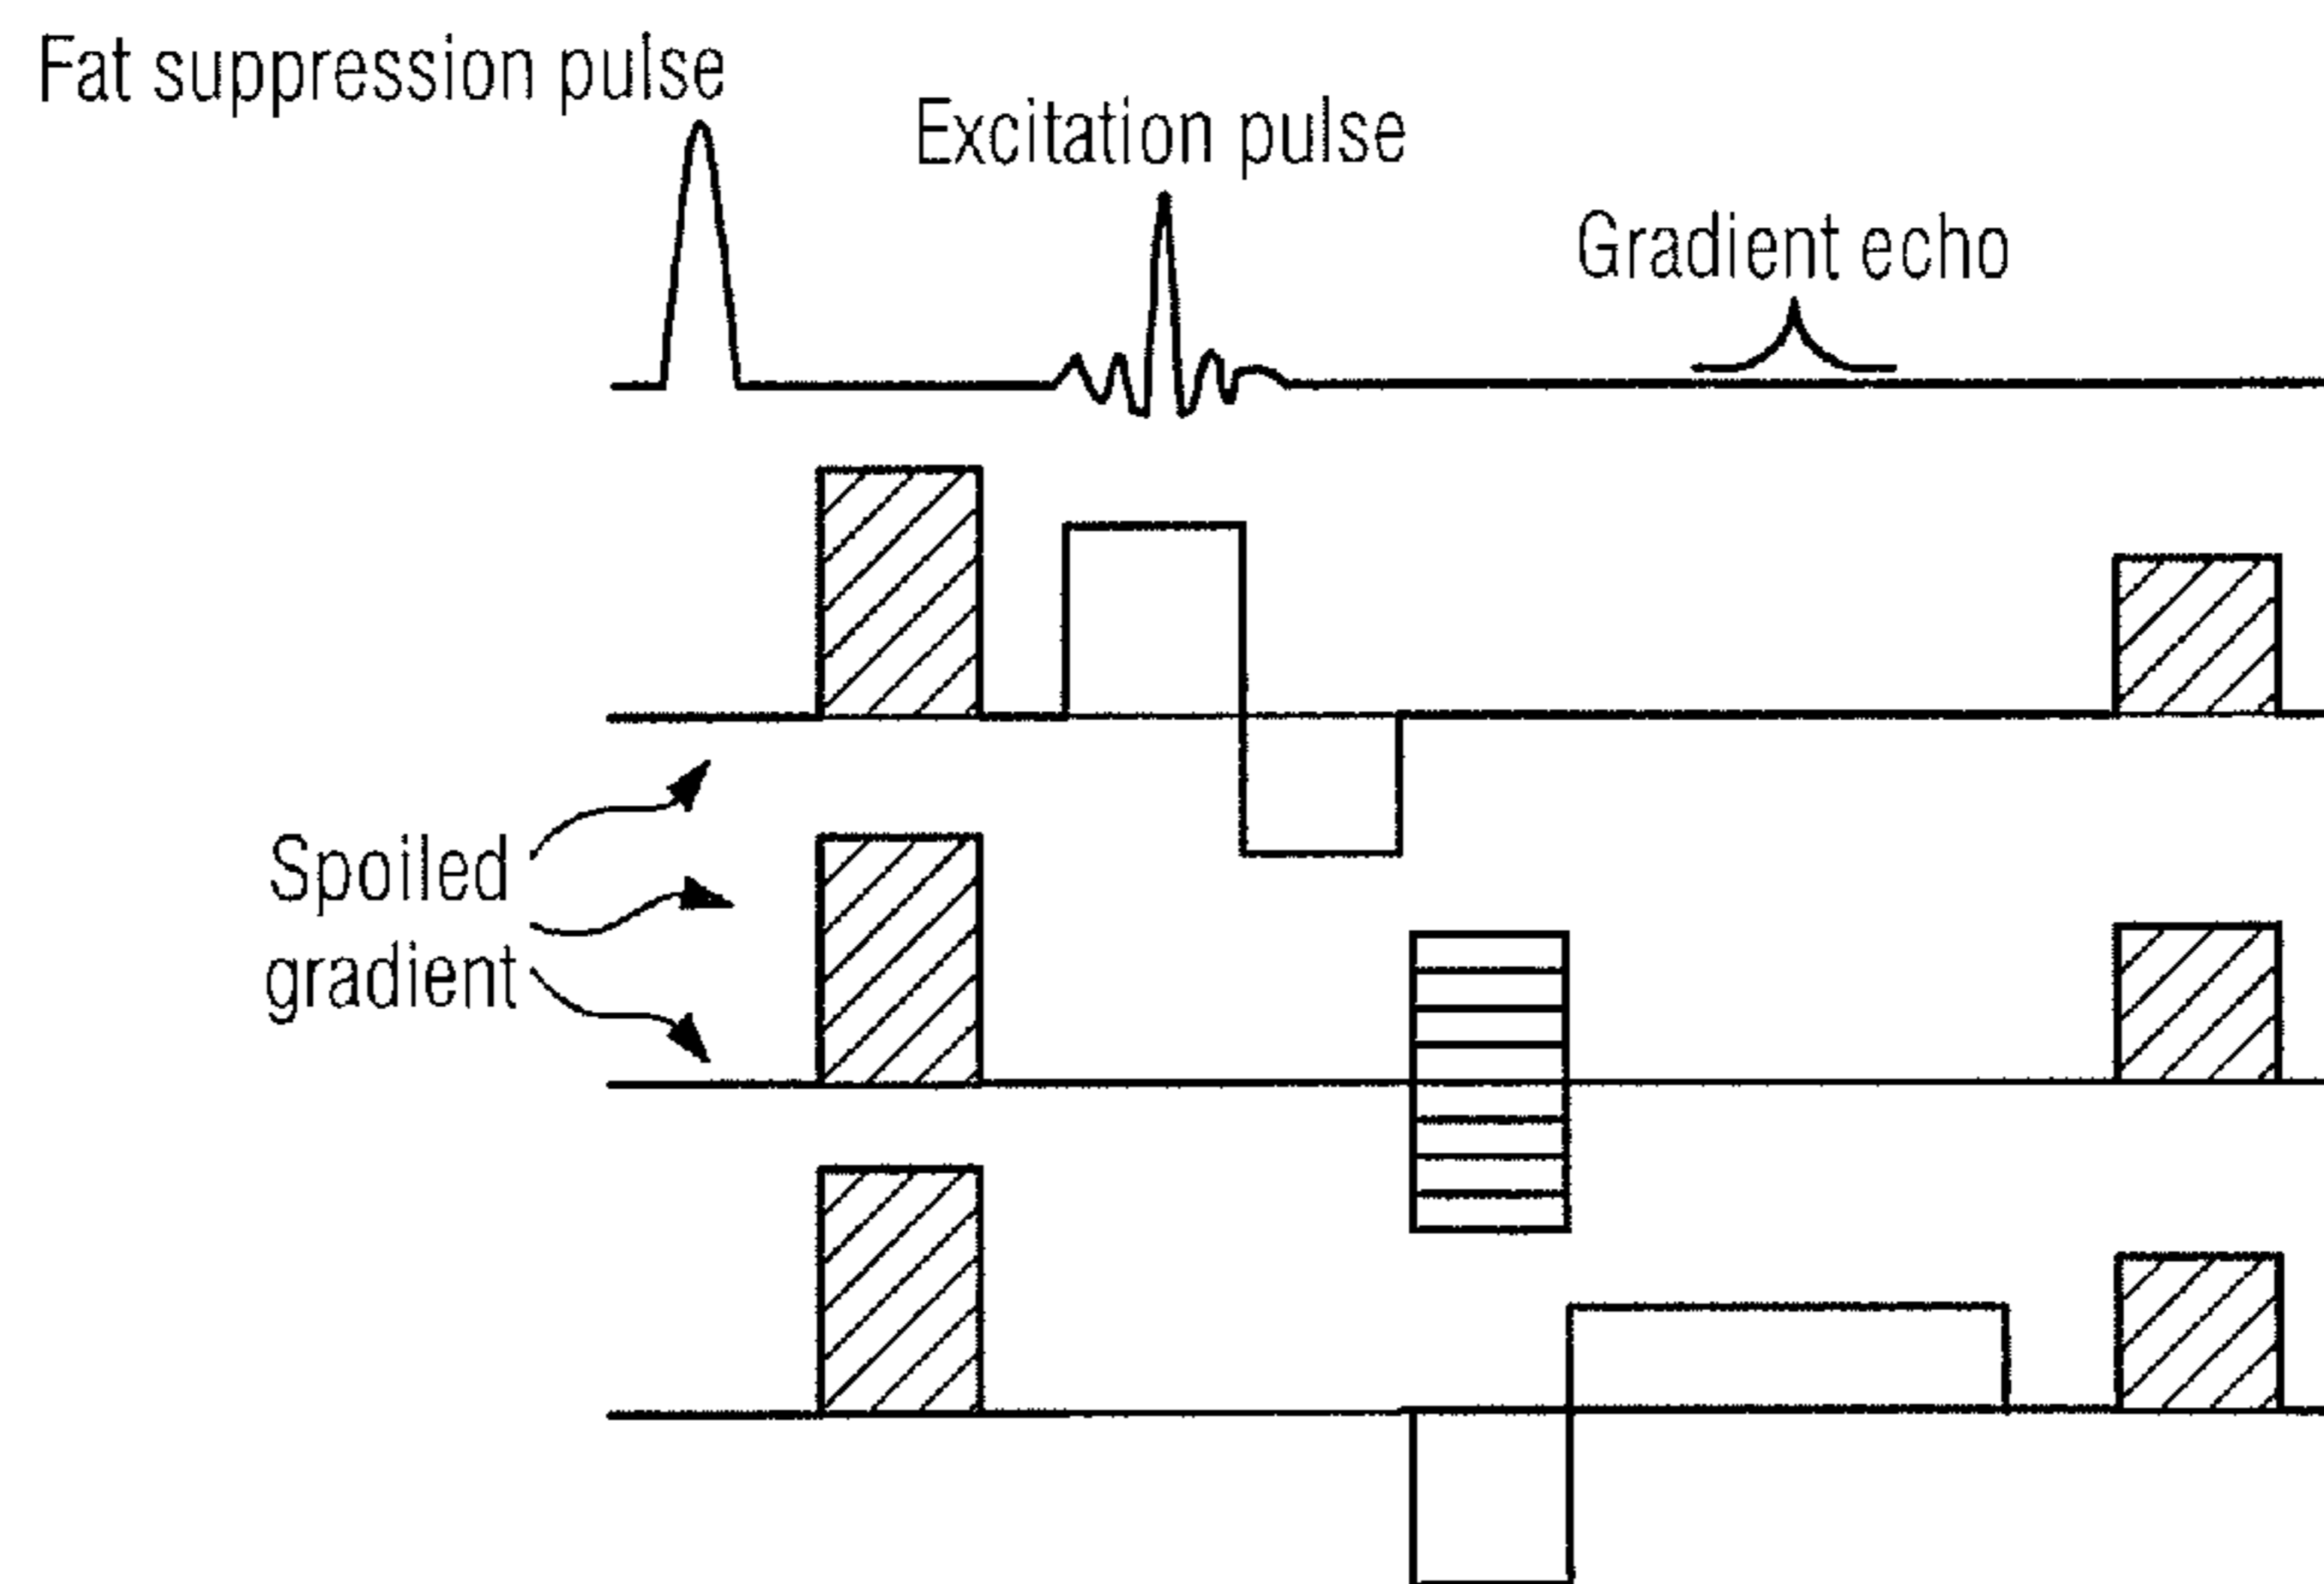 Fat suppression pulse
Excitation pulse
Gradient echo
Spoiled
gradient